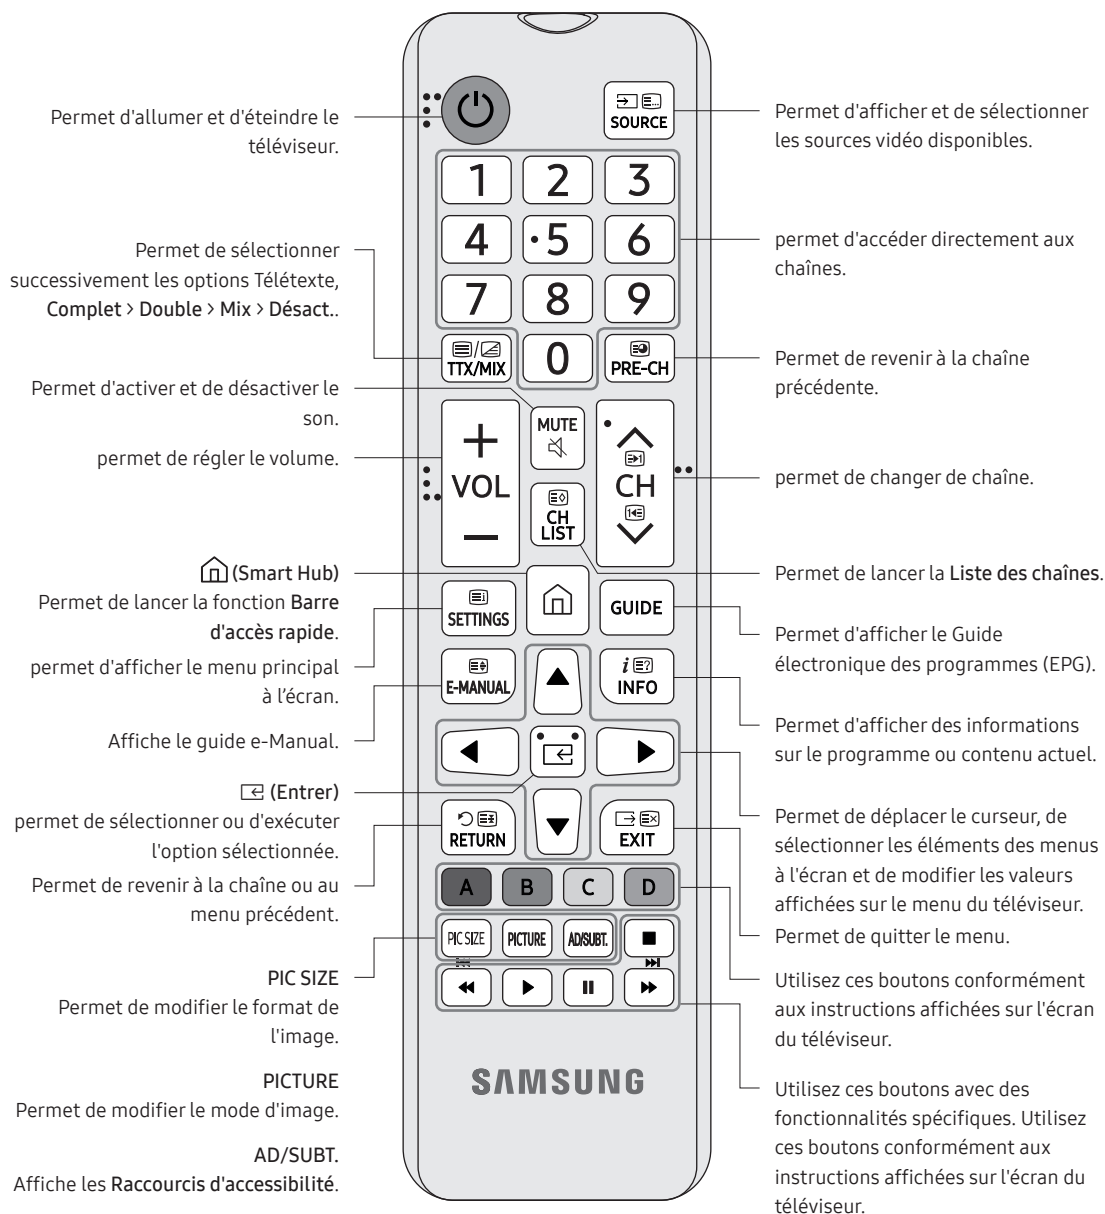 Permet d'allumer et d'éteindre le
téléviseur.
Permet de sélectionner
successivement les options Télétexte,
Complet > Double > Mix > Désact..
Permet d'activer et de désactiver le
son.
permet de régler le volume.
(Smart Hub)
Permet de lancer la fonction Barre
d'accès rapide.
permet d'afficher le menu principal
à l’écran.
Affiche le guide e-Manual.
(Entrer)
permet de sélectionner ou d'exécuter
l'option sélectionnée.
Permet de revenir à la chaîne ou au
menu précédent.
PIC SIZE
Permet de modifier le format de
l'image.
PICTURE
Permet de modifier le mode d'image.
AD/SUBT.
Affiche les Raccourcis d'accessibilité.
SOURCE
1 2 3
4 5 6
7 8 9
TTX/MIX 0 PRE-CH
MUTE
VOL
CH
CH
LIST
SETTINGS
GUIDE
E-MANUAL
INFO
RETURN
EXIT
A B C D
PIC SIZE PICTURE AD/SUBT.
SAMSUNG
Permet d'afficher et de sélectionner
les sources vidéo disponibles.
permet d'accéder directement aux
chaînes.
Permet de revenir à la chaîne
précédente.
permet de changer de chaîne.
Permet de lancer la Liste des chaînes.
Permet d'afficher le Guide
électronique des programmes (EPG).
Permet d'afficher des informations
sur le programme ou contenu actuel.
Permet de déplacer le curseur, de
sélectionner les éléments des menus
à l'écran et de modifier les valeurs
affichées sur le menu du téléviseur.
Permet de quitter le menu.
Utilisez ces boutons conformément
aux instructions affichées sur l'écran
du téléviseur.
Utilisez ces boutons avec des
fonctionnalités spécifiques. Utilisez
ces boutons conformément aux
instructions affichées sur l'écran du
téléviseur.